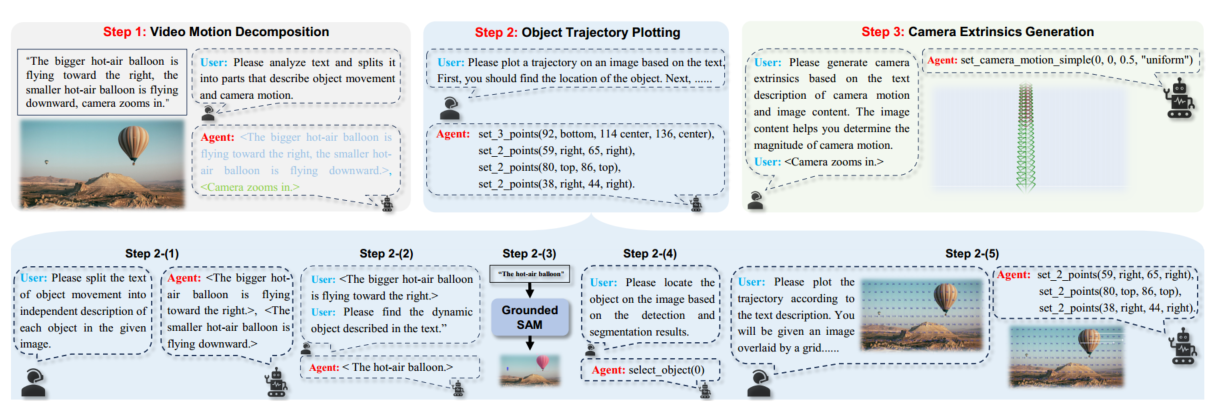 Step 1: Video Motion Decomposition
"The bigger hot-air balloon is
flying toward the right, the
smaller hot-air balloon is flying
downward, camera zooms in."
User: Please analyze text and splits it
into parts that describe object movement
and camera motion.
Agent: <The bigger hot-air balloon is
flying toward the right, the smaller hot-
air balloon is flying downward.>,
<Camera zooms in.>
Step 2: Object Trajectory Plotting
User: Please plot a trajectory on an image based on the text,
First, you should find the location of the object. Next, ......
Agent: set_3_points(92, bottom, 114 center, 136, center),
set_2_points(59, right, 65, right),
set_2_points(80, top, 86, top),
set_2_points(38, right, 44, right).
Step 3: Camera Extrinsics Generation
User: Please generate camera
extrinsics based on the text
description of camera motion
and image content. The image
content helps you determine the
magnitude of camera motion.
User: <Camera zooms in.>
Agent: set_camera_motion_simple(0, 0, 0.5, "uniform")
Step 2-(1)
User: Please split the text
of object movement into
independent description of
each object in the given
image.
Agent: <The bigger hot-
air balloon is flying
toward the right.>, <The
smaller hot-air balloon is
flying downward.>
Step 2-(2)
User: <The bigger hot-air balloon
is flying toward the right.>
User: Please find the dynamic
object described in the text."
Agent: < The hot-air balloon.>
Step 2-(3)
"The hot-air balloon"
Grounded
SAM
Step 2-(4)
User: Please locate the
object on the image based
on the detection and
segmentation results.
Agent: select_object(0)
Step 2-(5)
User: Please plot the
trajectory according to
the text description. You
will be given an image
overlaid by a grid......
Agent: set_2_points(59, right, 65, right),
set_2_points(80, top, 86, top),
set_2_points(38, right, 44, right).